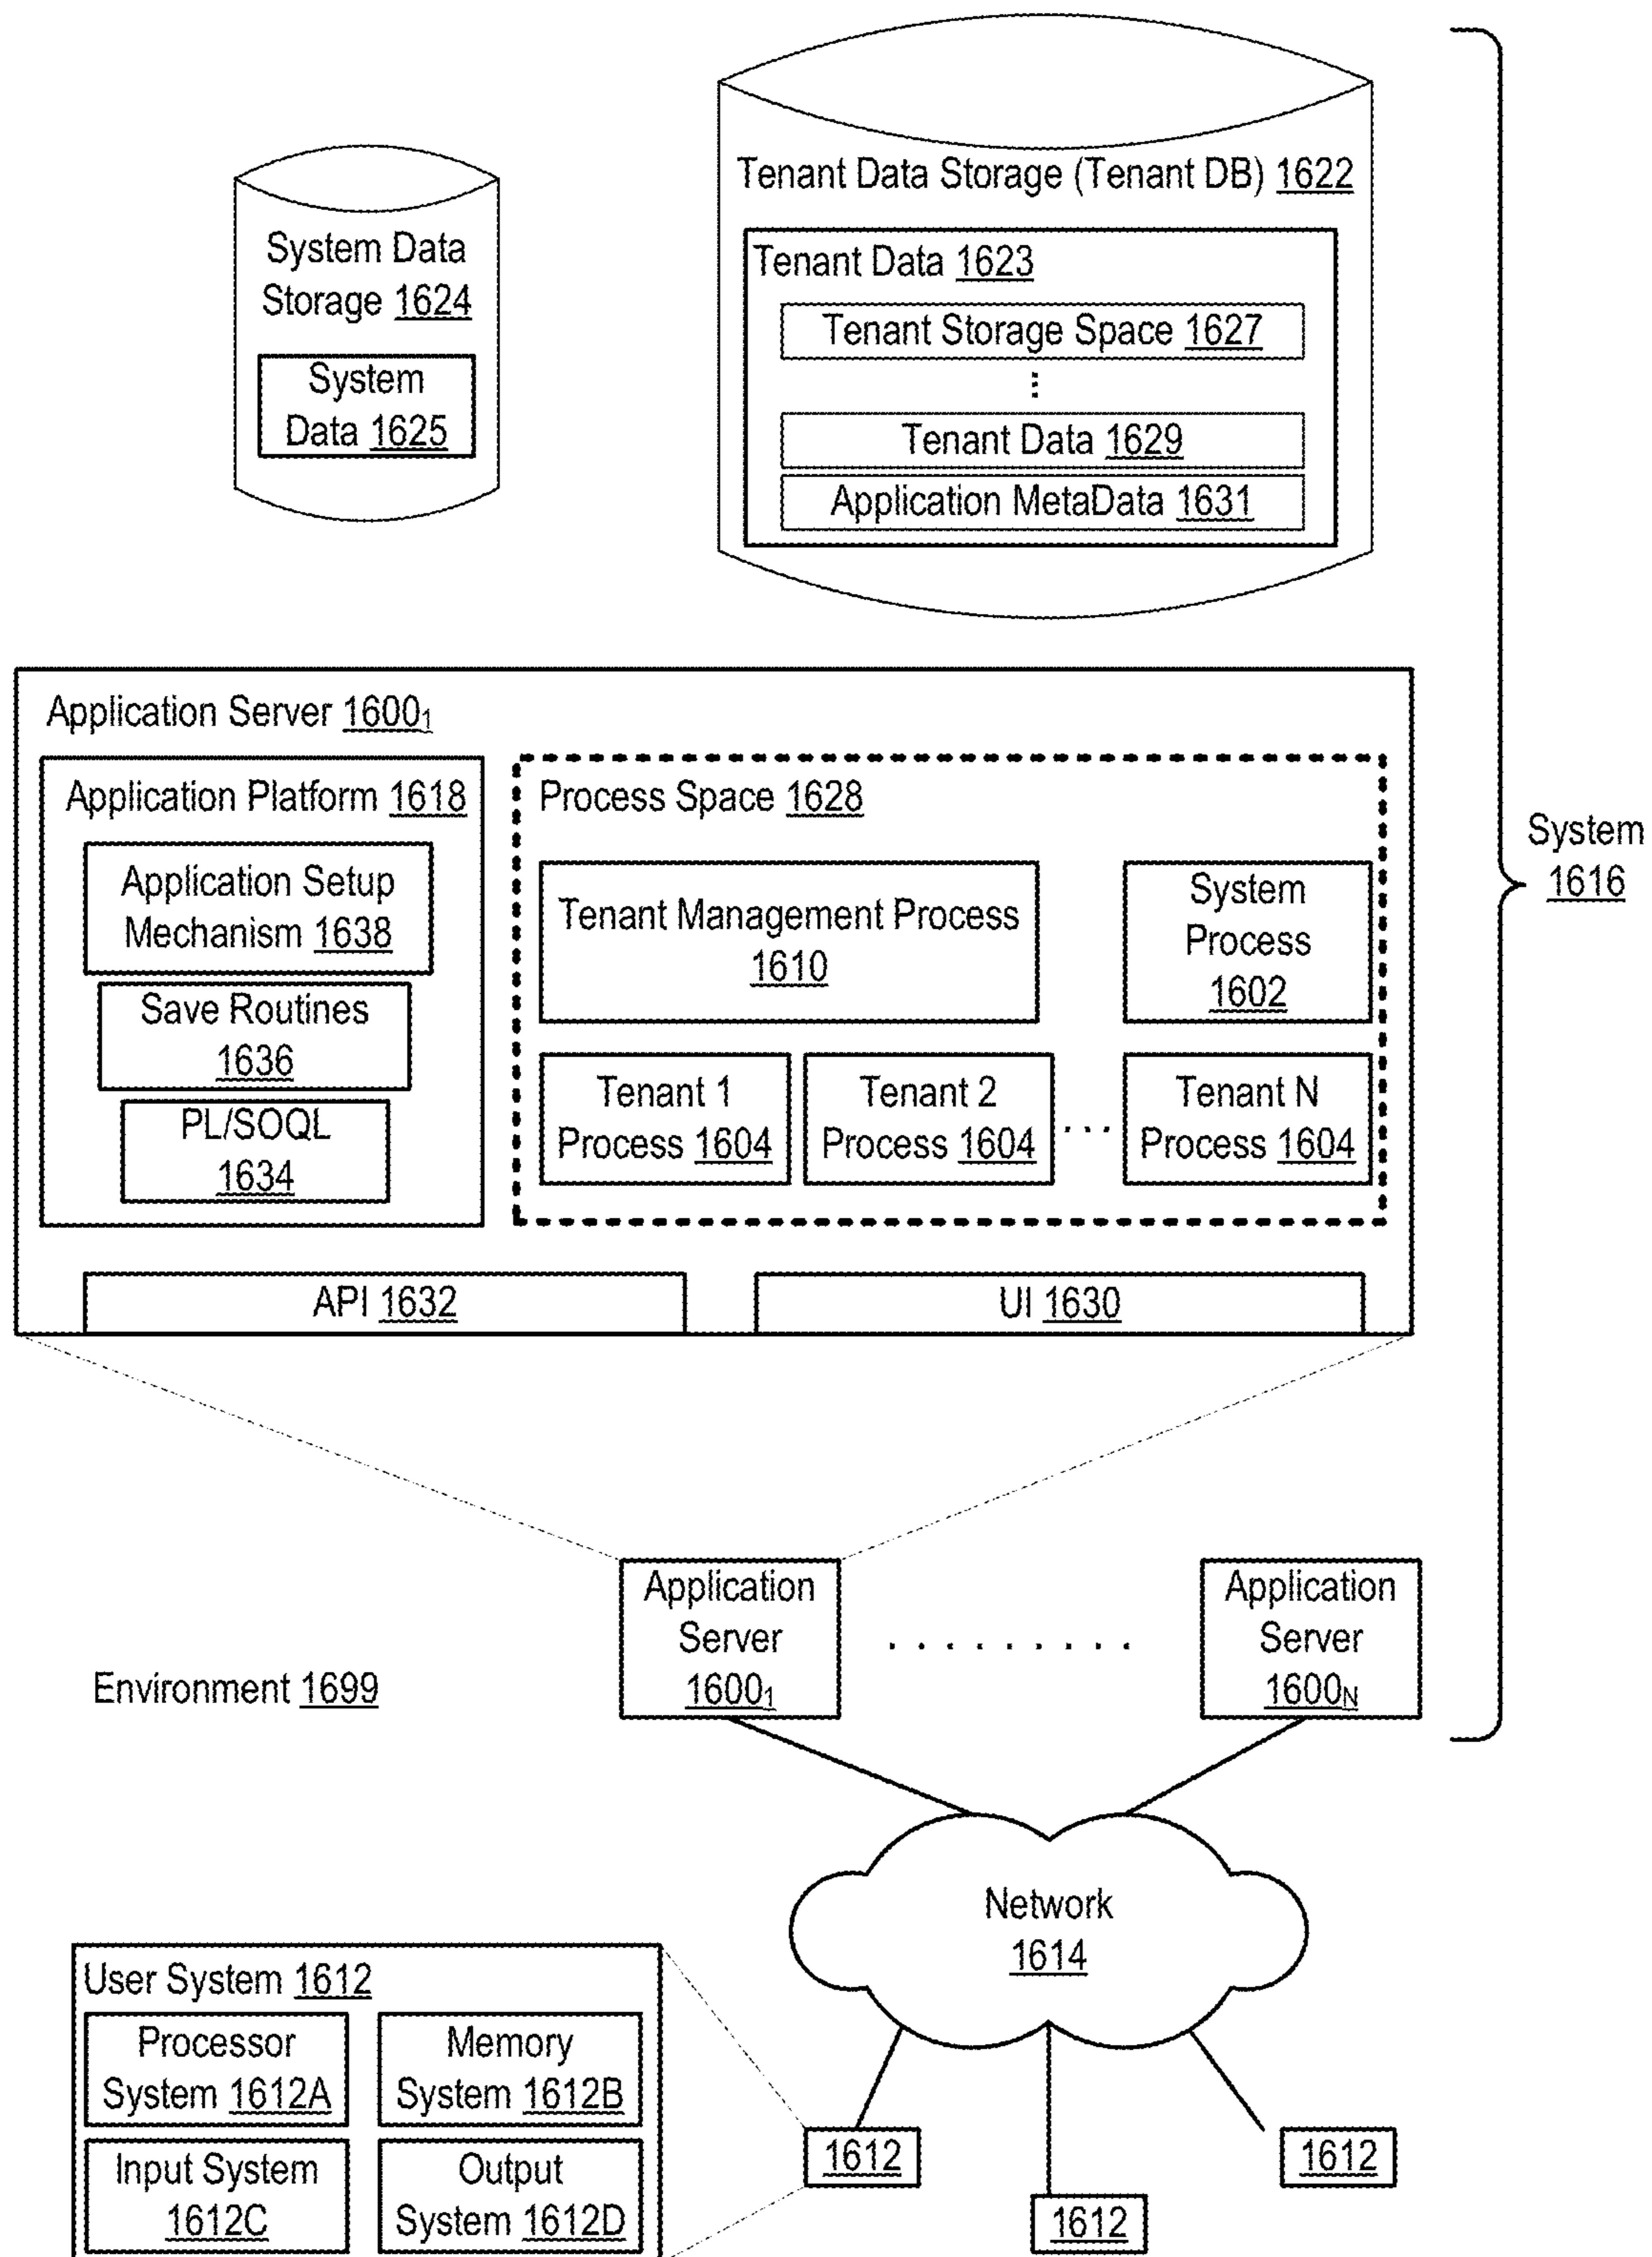 Tenant Data Storage (Tenant DB) 1622
System Data
Storage 1624
System
Data 1625
Tenant Data 1623
Tenant Storage Space 1627
⋮
Tenant Data 1629
Application MetaData 1631
System
1616
Application Server 1600₁
Application Platform 1618
Application Setup
Mechanism 1638
Save Routines
1636
PL/SOQL
1634
Process Space 1628
Tenant Management Process
1610
System
Process
1602
Tenant 1
Process 1604
Tenant 2
Process 1604
...
Tenant N
Process 1604
API 1632
UI 1630
Application
Server
1600₁
. . . . . . . . .
Application
Server
1600N
Environment 1699
Network
1614
User System 1612
Processor
System 1612A
Memory
System 1612B
Input System
1612C
Output
System 1612D
1612
1612
1612